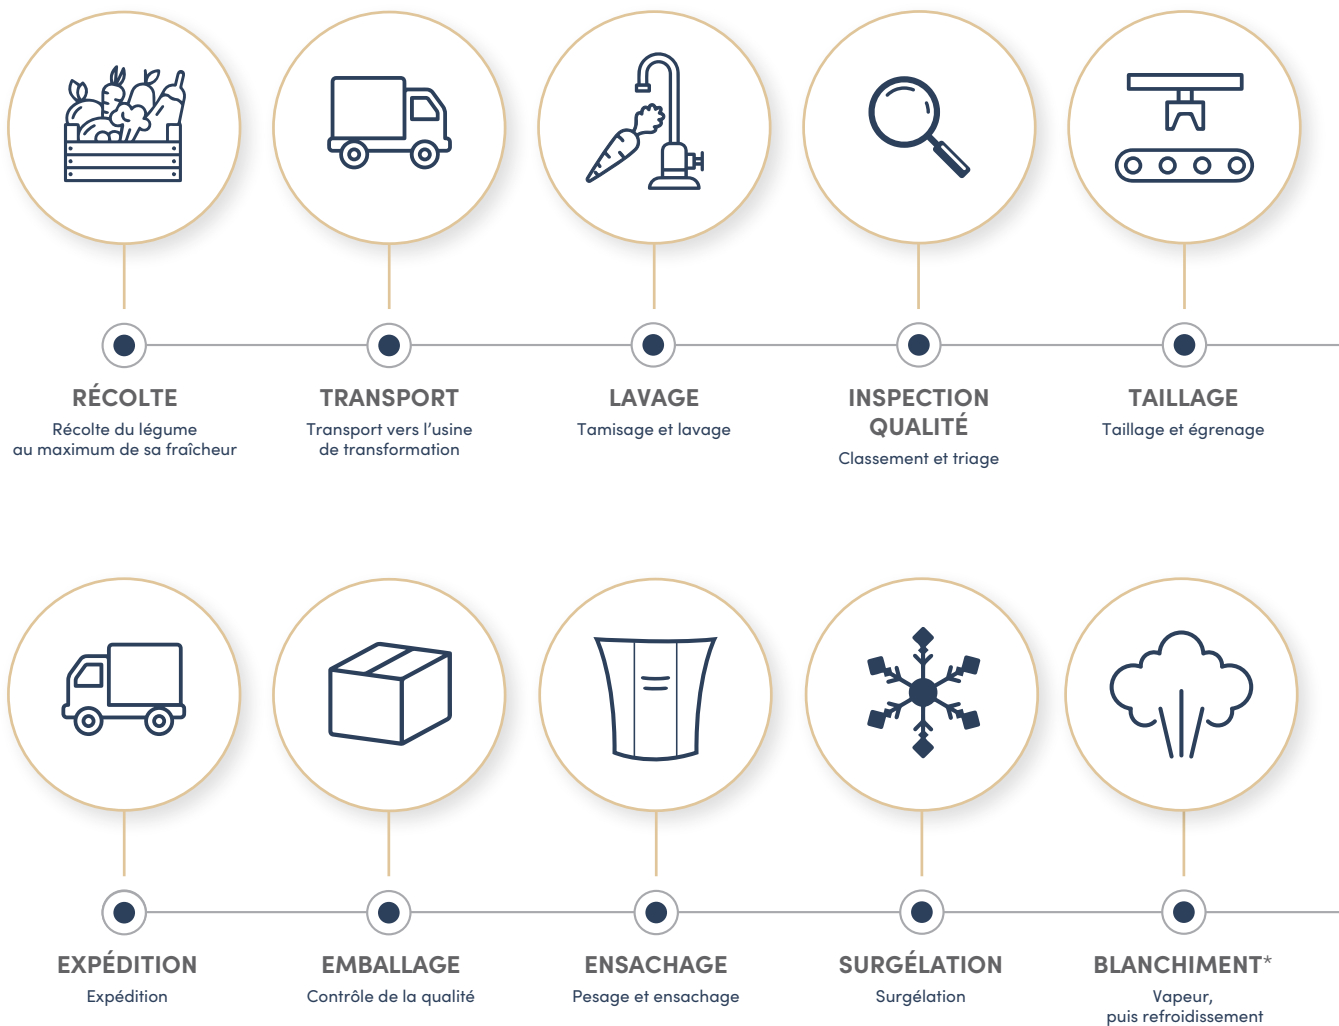 RÉCOLTE
Récolte du légume
au maximum de sa fraîcheur
TRANSPORT
Transport vers l'usine
de transformation
LAVAGE
Tamisage et lavage
INSPECTION
QUALITÉ
Classement et triage
TAILLAGE
Taillage et égrenage
EXPÉDITION
Expédition
EMBALLAGE
Contrôle de la qualité
ENSACHAGE
Pesage et ensachage
SURGÉLATION
Surgélation
BLANCHIMENT*
Vapeur,
puis refroidissement